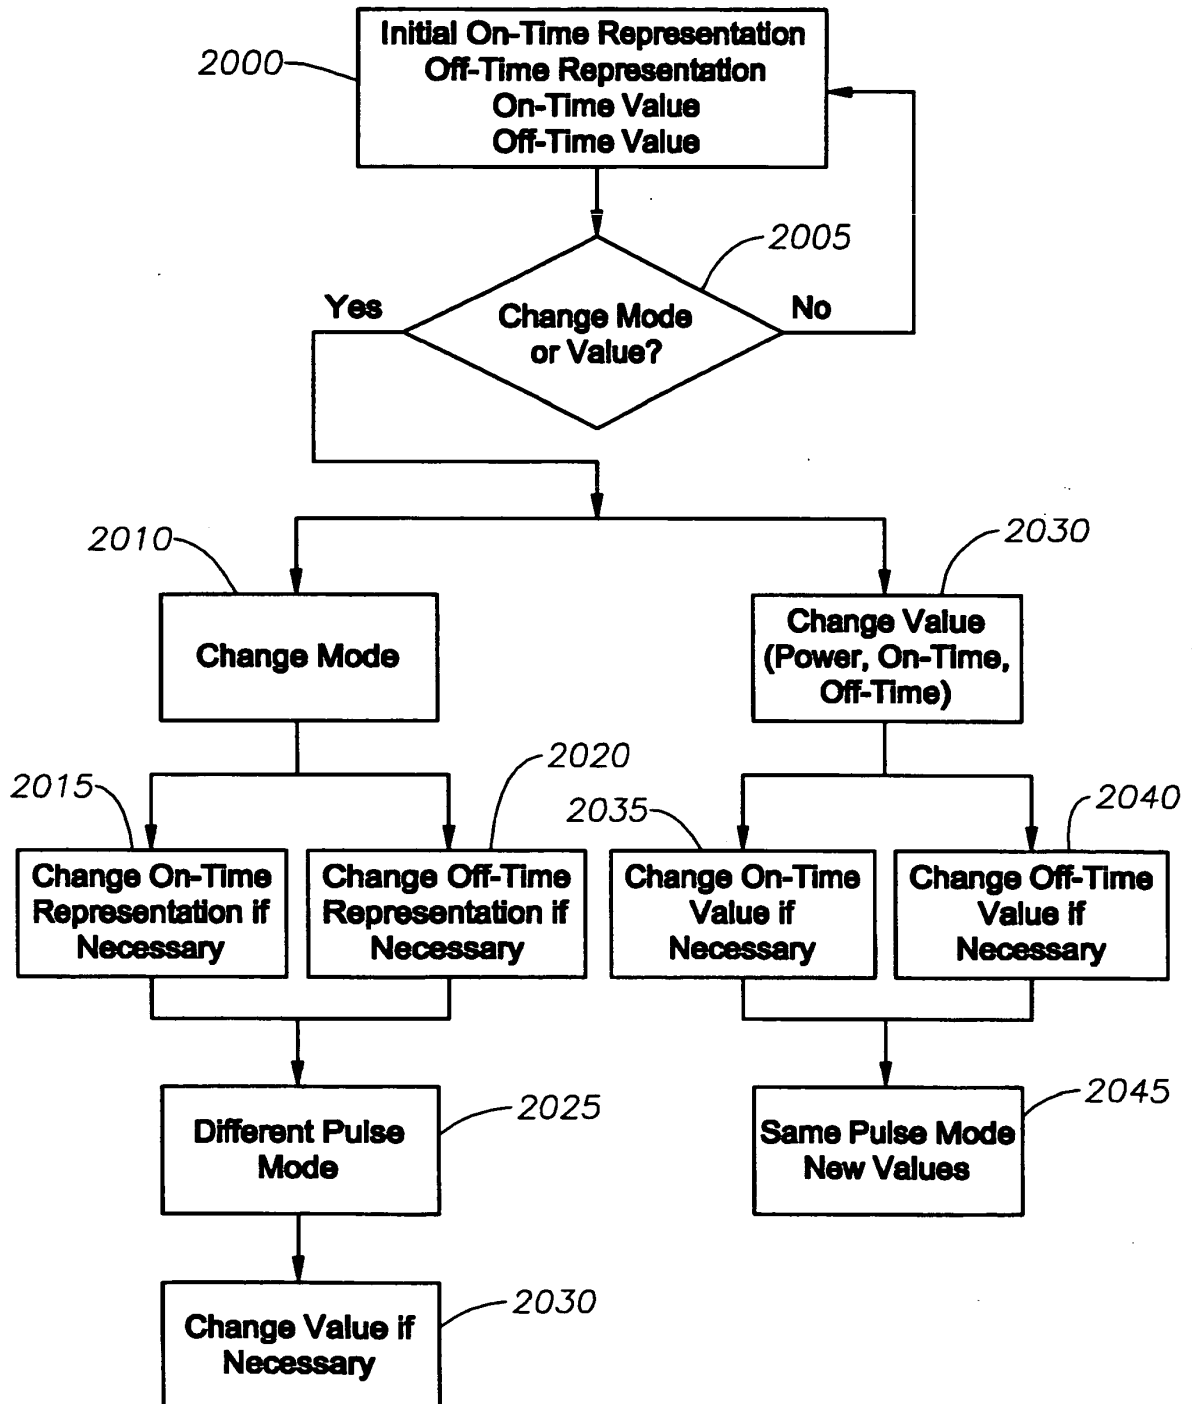 2000
Initial On-Time Representation
Off-Time Representation
On-Time Value
Off-Time Value
2005
Yes
Change Mode
or Value?
No
2010
Change Mode
2030
Change Value
(Power, On-Time,
Off-Time)
2015
Change On-Time
Representation if
Necessary
2020
Change Off-Time
Representation if
Necessary
2035
Change On-Time
Value if
Necessary
2040
Change Off-Time
Value if
Necessary
Different Pulse
Mode
2025
Same Pulse Mode
New Values
2045
Change Value if
Necessary
2030